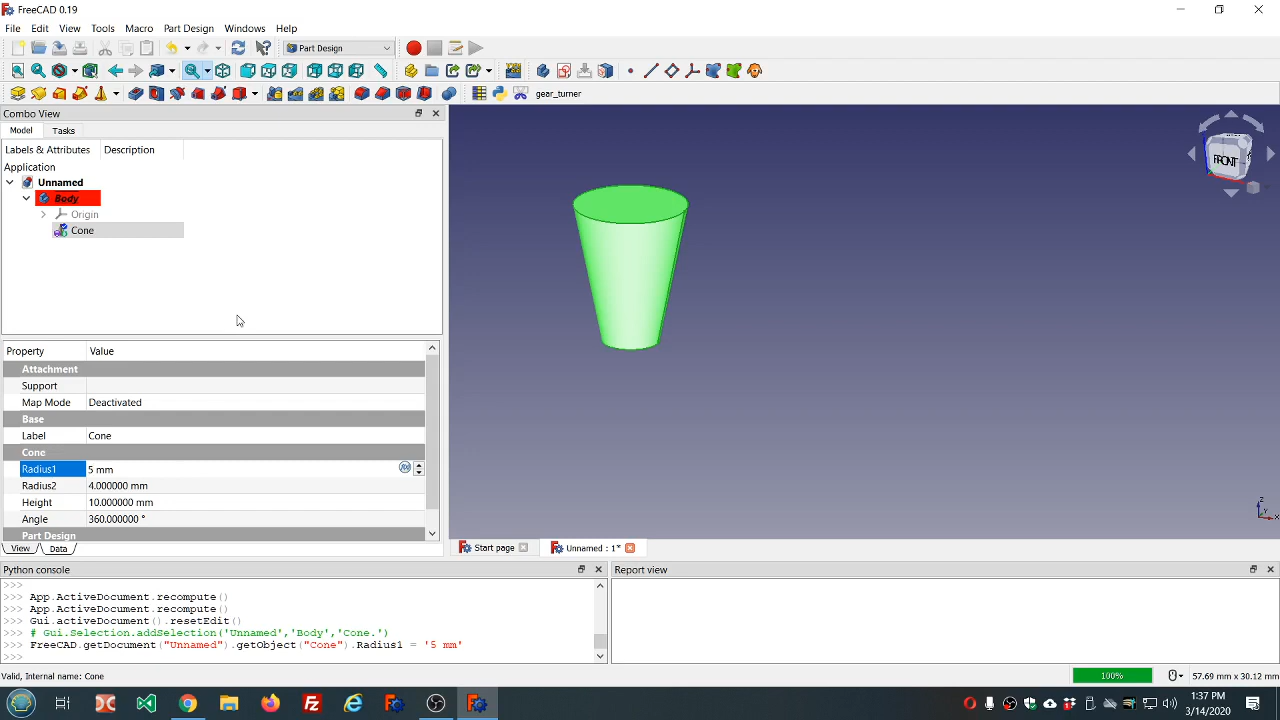 FreeCAD 0.19
File Edit View Tools Macro Part Design Windows Help
Part Design
gear_turner
Combo View
Model Tasks
Labels & Attributes Description
Application
Unnamed
Body
Origin
Cone
FRONT
Property Value
Attachment
Support
Map Mode Deactivated
Base
Label Cone
Cone
Radius1 5 mm
Radius2 4.000000 mm
Height 10.000000 mm
Angle 360.000000 °
Part Design
View Data
Start page Unnamed : 1*
Python console
Report view
>>>
>>> App.ActiveDocument.recompute()
>>> App.ActiveDocument.recompute()
>>> Gui.activeDocument().resetEdit()
>>> # Gui.Selection.addSelection('Unnamed','Body','Cone.')
>>> FreeCAD.getDocument("Unnamed").getObject("Cone").Radius1 = '5 mm'
>>>
Valid, Internal name: Cone
100%
57.69 mm x 30.12 mm
1:37 PM
3/14/2020